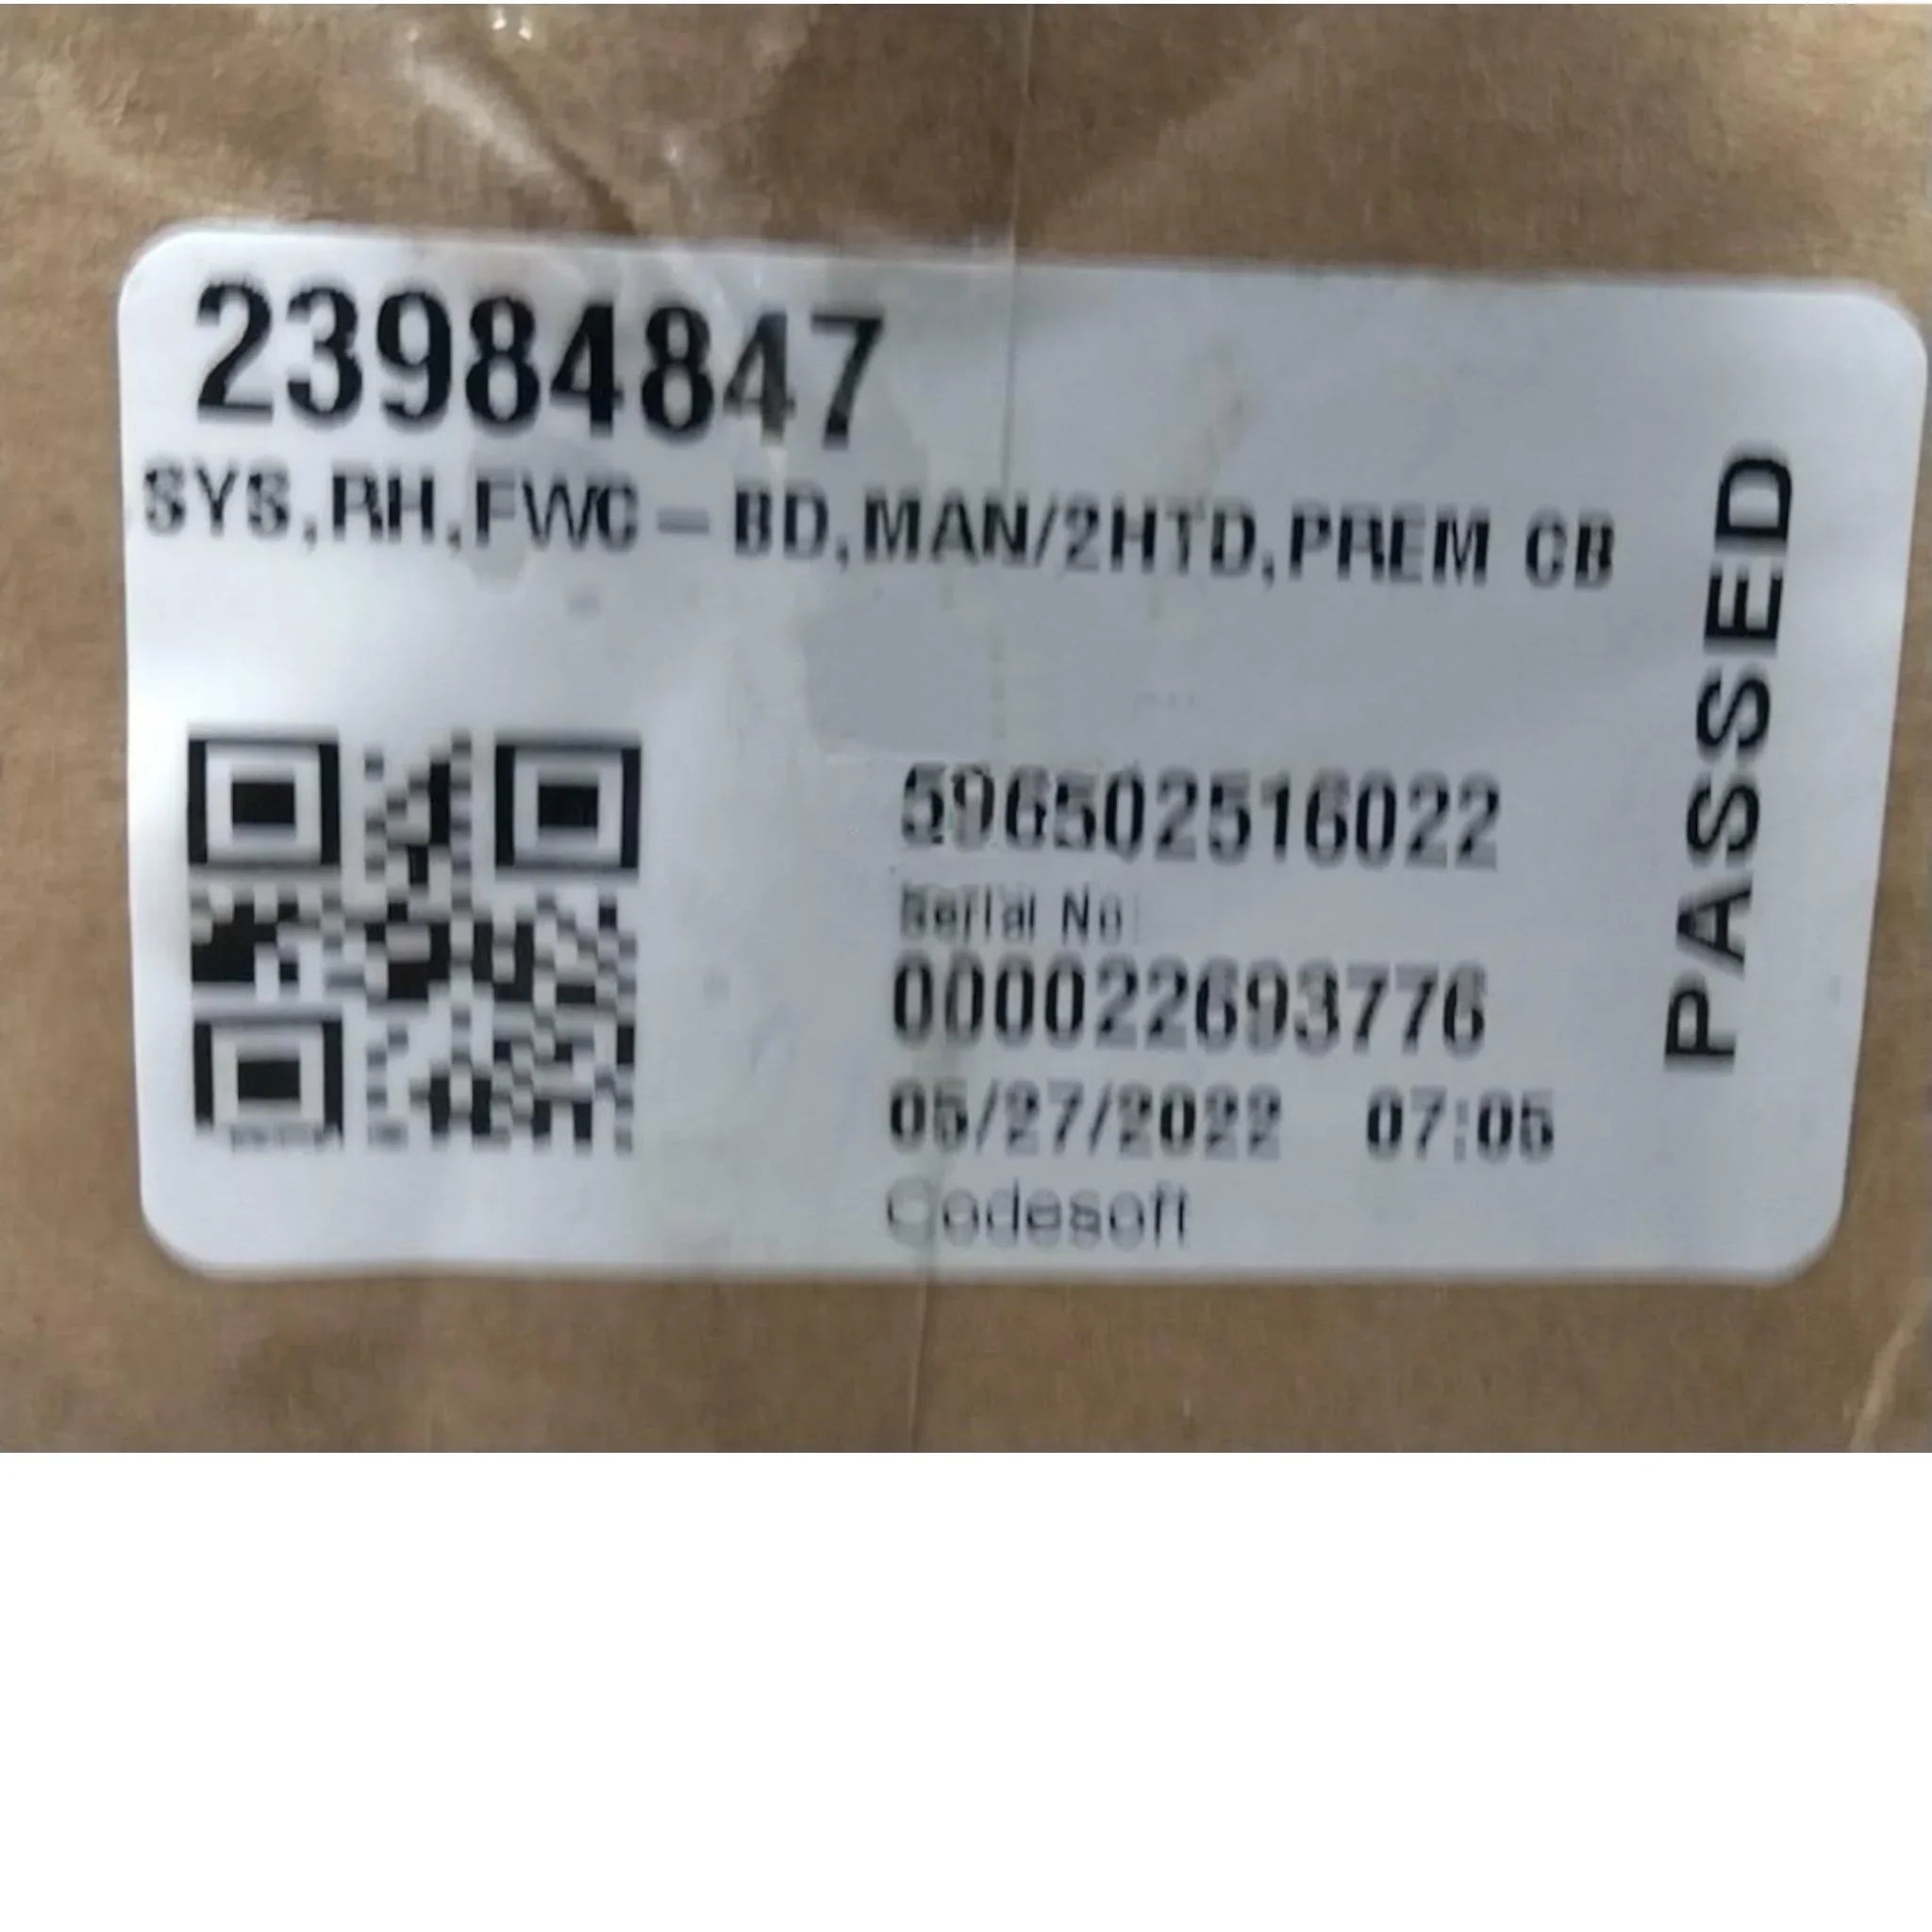 23984847
SYS,RH,FWC-BD,MAN/2HTD,PREM CB
596502516022
Serial No:
000022693776
05/27/2022 07:05
Codesoft
PASSED